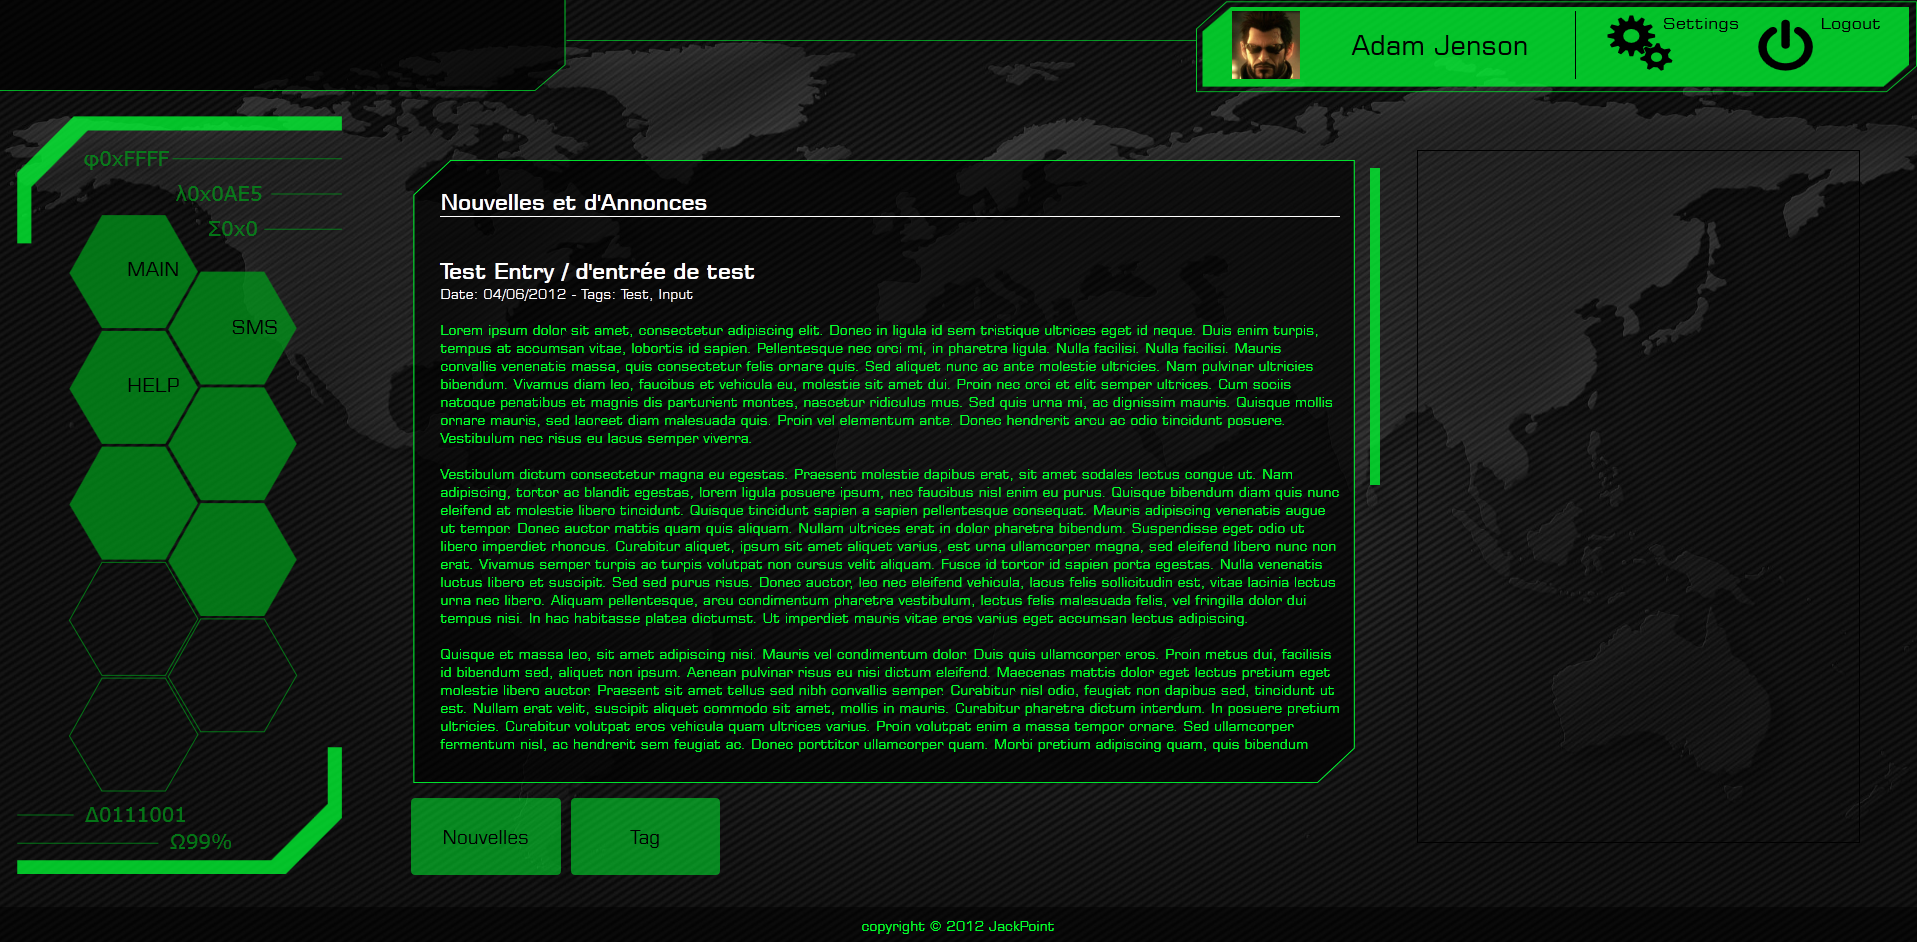 Adam Jenson
Settings
Logout
φ0xFFFF
λ0x0AE5
Σ0x0
MAIN
SMS
HELP
Δ0111001
Ω99%
Nouvelles et d'Annonces
Test Entry / d'entrée de test
Date: 04/06/2012 - Tags: Test, Input
Lorem ipsum dolor sit amet, consectetur adipiscing elit. Donec in ligula id sem tristique ultrices eget id neque. Duis enim turpis,
tempus at accumsan vitae, lobortis id sapien. Pellentesque nec orci mi, in pharetra ligula. Nulla facilisi. Nulla facilisi. Mauris
convallis venenatis massa, quis consectetur felis ornare quis. Sed aliquet nunc ac ante molestie ultricies. Nam pulvinar ultricies
bibendum. Vivamus diam leo, faucibus et vehicula eu, molestie sit amet dui. Proin nec orci et elit semper ultrices. Cum sociis
natoque penatibus et magnis dis parturient montes, nascetur ridiculus mus. Sed quis urna mi, ac dignissim mauris. Quisque mollis
ornare mauris, sed laoreet diam malesuada quis. Proin vel elementum ante. Donec hendrerit arcu ac odio tincidunt posuere.
Vestibulum nec risus eu lacus semper viverra.
Vestibulum dictum consectetur magna eu egestas. Praesent molestie dapibus erat, sit amet sodales lectus congue ut. Nam
adipiscing, tortor ac blandit egestas, lorem ligula posuere ipsum, nec faucibus nisl enim eu purus. Quisque bibendum diam quis nunc
eleifend at molestie libero tincidunt. Quisque tincidunt sapien a sapien pellentesque consequat. Mauris adipiscing venenatis augue
ut tempor. Donec auctor mattis quam quis aliquam. Nullam ultrices erat in dolor pharetra bibendum. Suspendisse eget odio ut
libero imperdiet rhoncus. Curabitur aliquet, ipsum sit amet aliquet varius, est urna ullamcorper magna, sed eleifend libero nunc non
erat. Vivamus semper turpis ac turpis volutpat non cursus velit aliquam. Fusce id tortor id sapien porta egestas. Nulla venenatis
luctus libero et suscipit. Sed sed purus risus. Donec auctor, leo nec eleifend vehicula, lacus felis sollicitudin est, vitae lacinia lectus
urna nec libero. Aliquam pellentesque, arcu condimentum pharetra vestibulum, lectus felis malesuada felis, vel fringilla dolor dui
tempus nisi. In hac habitasse platea dictumst. Ut imperdiet mauris vitae eros varius eget accumsan lectus adipiscing.
Quisque et massa leo, sit amet adipiscing nisi. Mauris vel condimentum dolor. Duis quis ullamcorper eros. Proin metus dui, facilisis
id bibendum sed, aliquet non ipsum. Aenean pulvinar risus eu nisi dictum eleifend. Maecenas mattis dolor eget lectus pretium eget
molestie libero auctor. Praesent sit amet tellus sed nibh convallis semper. Curabitur nisl odio, feugiat non dapibus sed, tincidunt ut
est. Nullam erat velit, suscipit aliquet commodo sit amet, mollis in mauris. Curabitur pharetra dictum interdum. In posuere pretium
ultricies. Curabitur volutpat eros vehicula quam ultrices varius. Proin volutpat enim a massa tempor ornare. Sed ullamcorper
fermentum nisl, ac hendrerit sem feugiat ac. Donec porttitor ullamcorper quam. Morbi pretium adipiscing quam, quis bibendum
Nouvelles
Tag
copyright © 2012 JackPoint